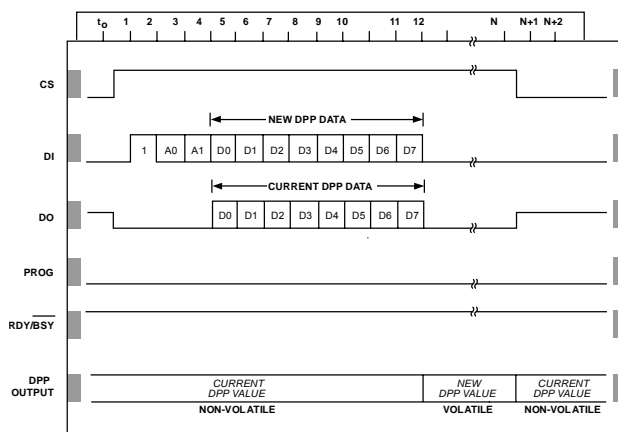 to 1 2 3 4 5 6 7 8 9 10 11 12 N N+1 N+2
CS
NEW DPP DATA
DI 1 A0 A1 D0 D1 D2 D3 D4 D5 D6 D7
CURRENT DPP DATA
DO D0 D1 D2 D3 D4 D5 D6 D7
PROG
RDY/BSY
DPP OUTPUT
CURRENT DPP VALUE
NON-VOLATILE
NEW DPP VALUE
VOLATILE
CURRENT DPP VALUE
NON-VOLATILE